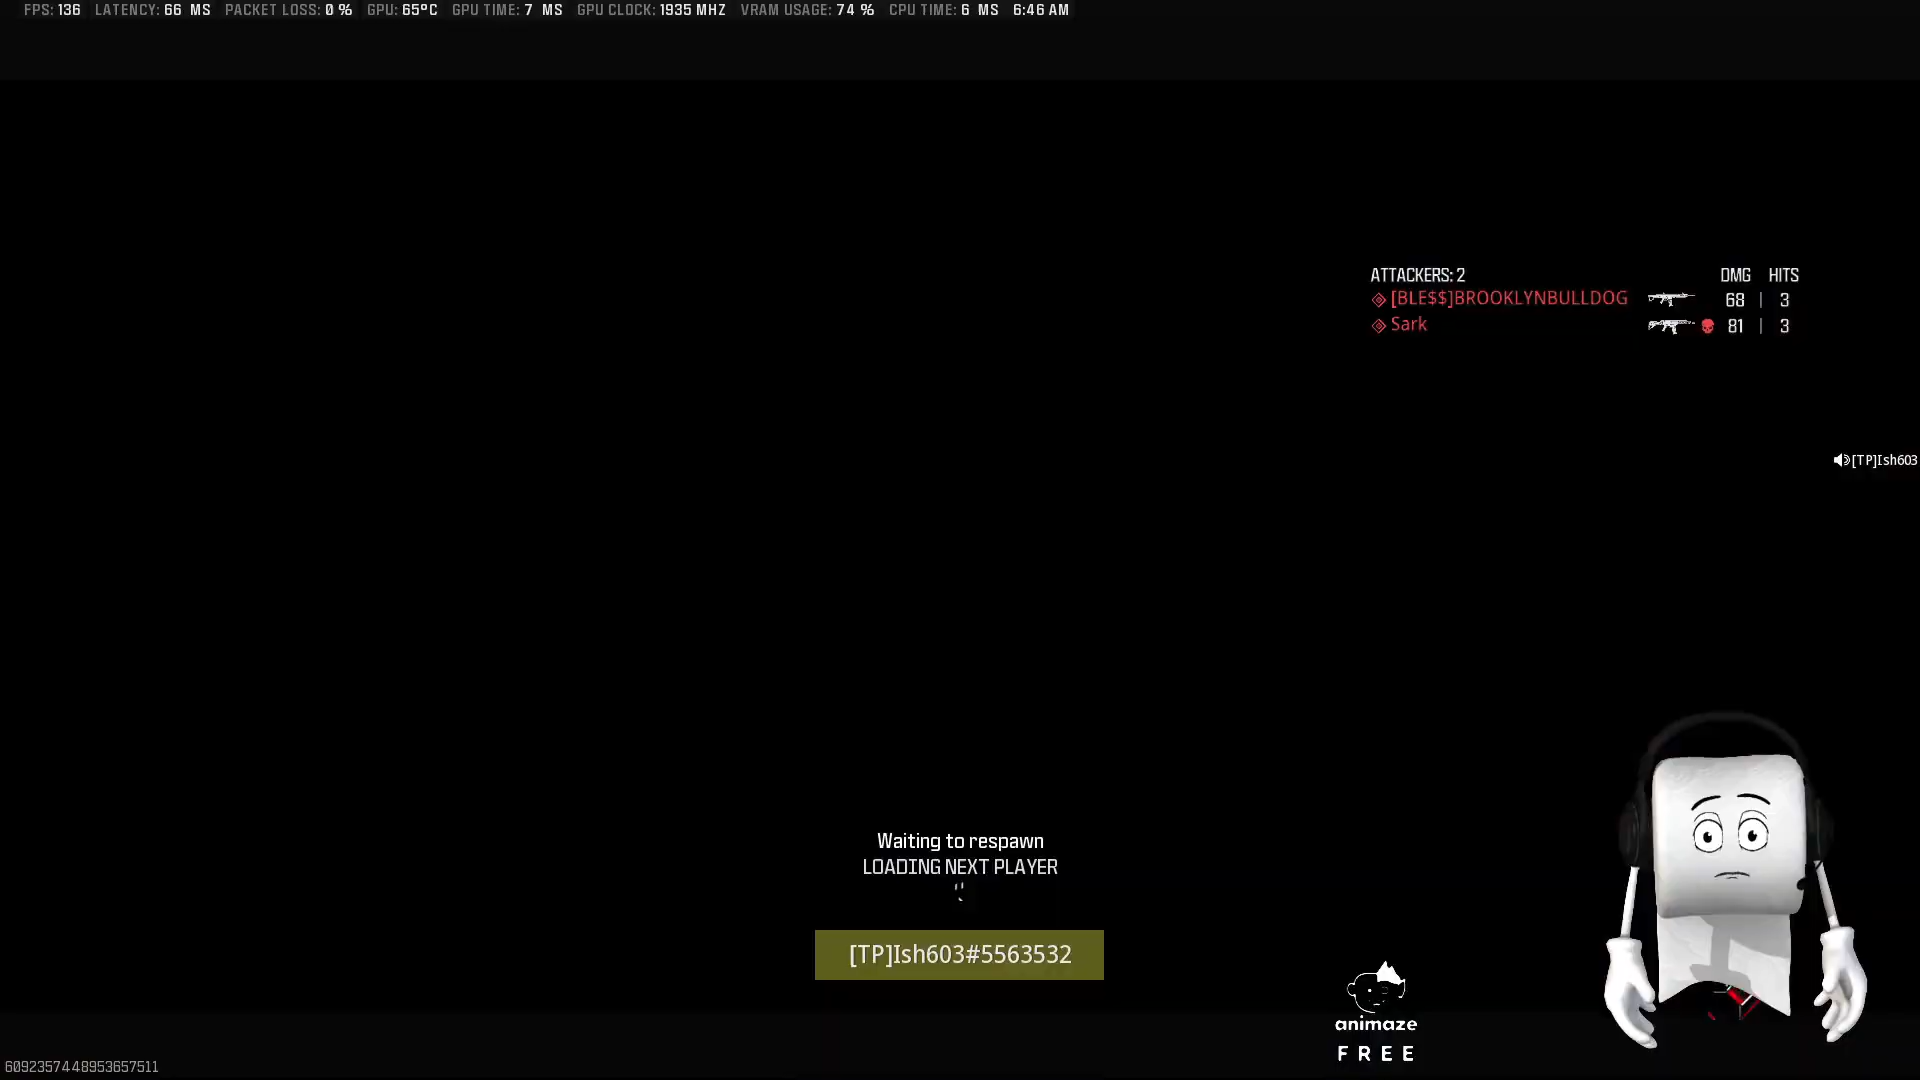 FPS: 136 LATENCY: 66 MS PACKET LOSS: 0 % GPU: 65°C GPU TIME: 7 MS GPU CLOCK: 1935 MHZ VRAM USAGE: 74 % CPU TIME: 6 MS 6:46 AM
ATTACKERS: 2 DMG HITS
[BLE$$]BROOKLYNBULLDOG 68 | 3
Sark 81 | 3
[TP]Ish603
Waiting to respawn
LOADING NEXT PLAYER
[TP]Ish603#5563532
animaze
FREE
6092357448953657511